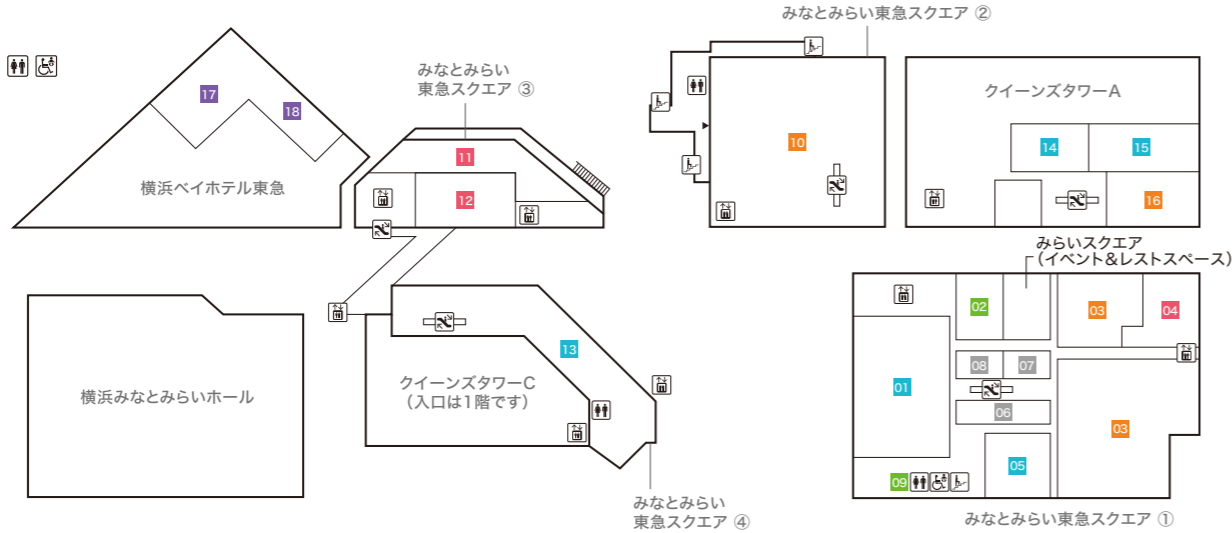 みなとみらい東急スクエア ②
みなとみらい
東急スクエア ③
クイーンズタワーA
17
18
11
10
14
15
横浜ベイホテル東急
12
16
みらいスクエア
(イベント&レストスペース)
02
03
04
13
08
07
01
クイーンズタワーC
(入口は1階です)
横浜みなとみらいホール
06
03
05
09
みなとみらい
東急スクエア ④
みなとみらい東急スクエア ①